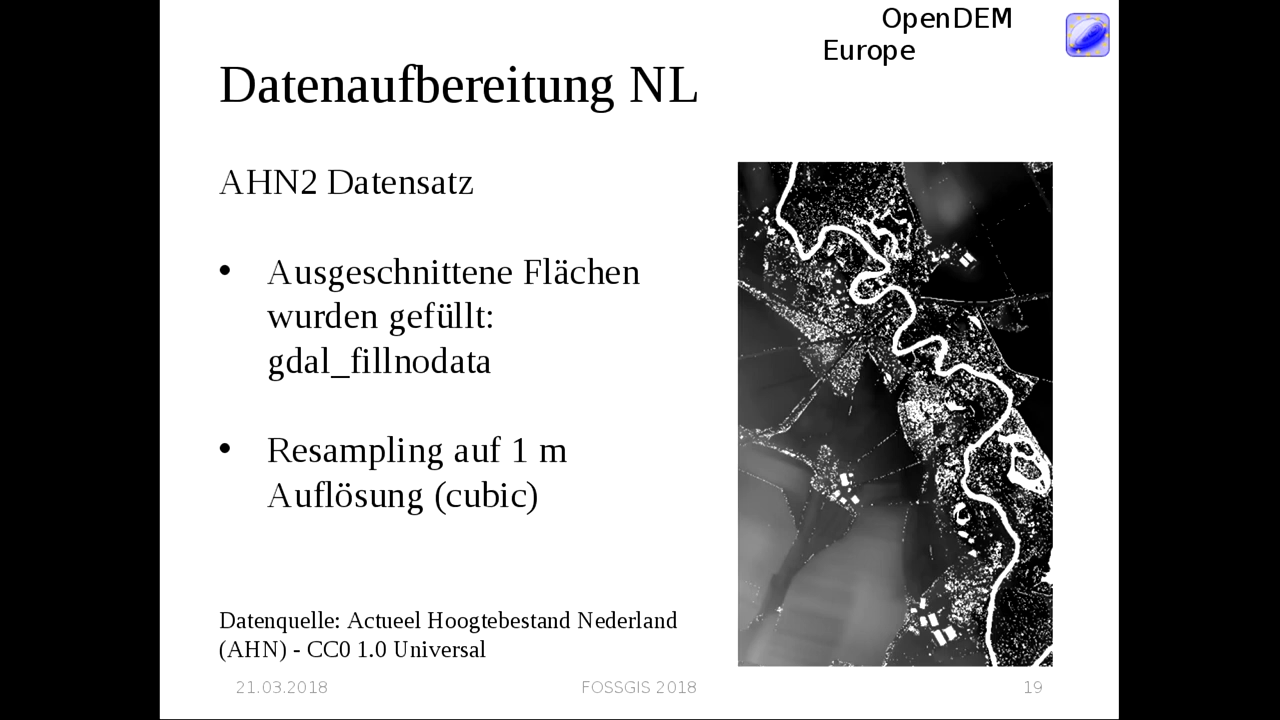 OpenDEM
Europe
Datenaufbereitung NL
AHN2 Datensatz
• Ausgeschnittene Flächen
wurden gefüllt:
gdal_fillnodata
• Resampling auf 1 m
Auflösung (cubic)
Datenquelle: Actueel Hoogtebestand Nederland
(AHN) - CC0 1.0 Universal
21.03.2018 FOSSGIS 2018 19